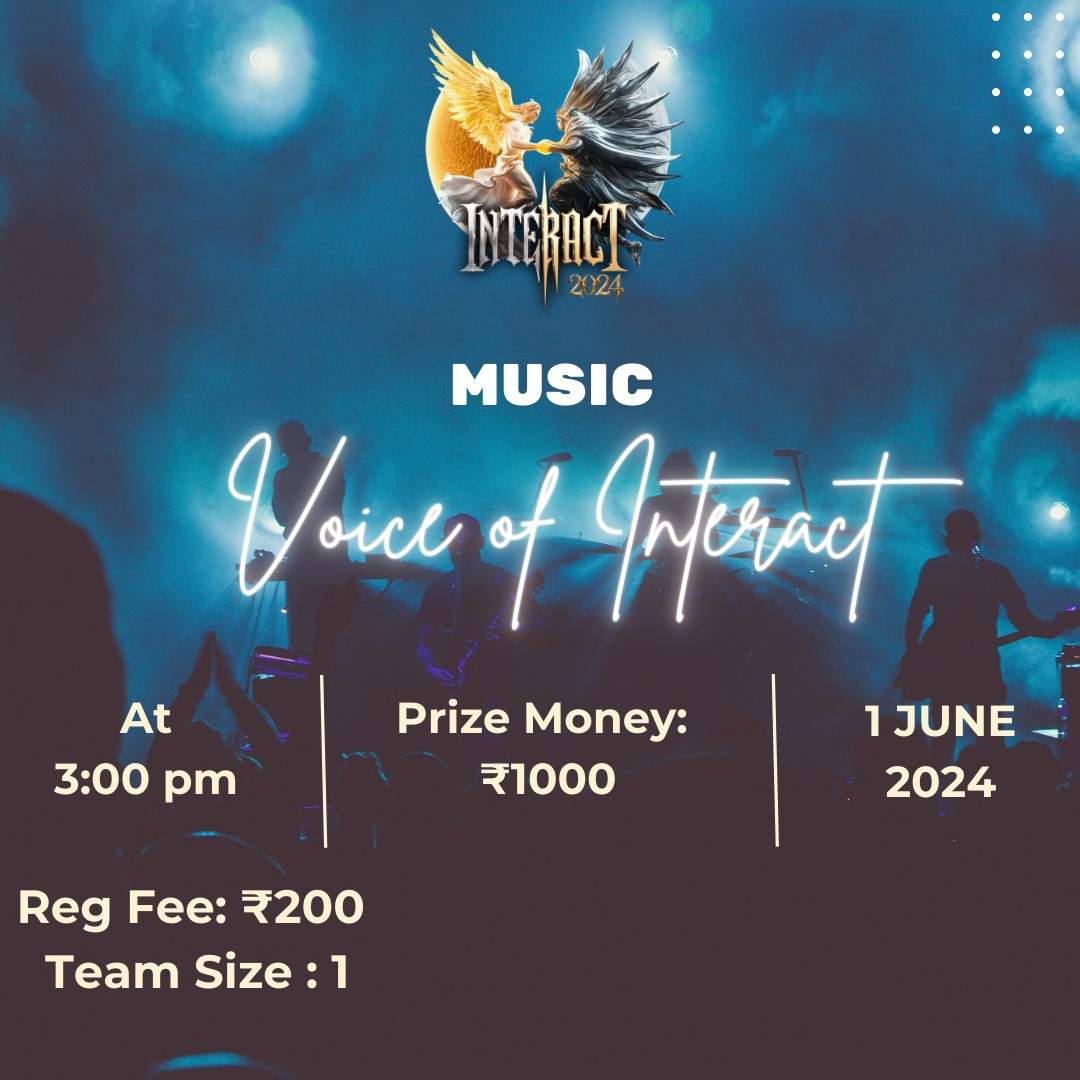 INTERACT
2024
MUSIC
Voice of Interact
At
3:00 pm
Prize Money:
₹1000
1 JUNE
2024
Reg Fee: ₹200
Team Size : 1